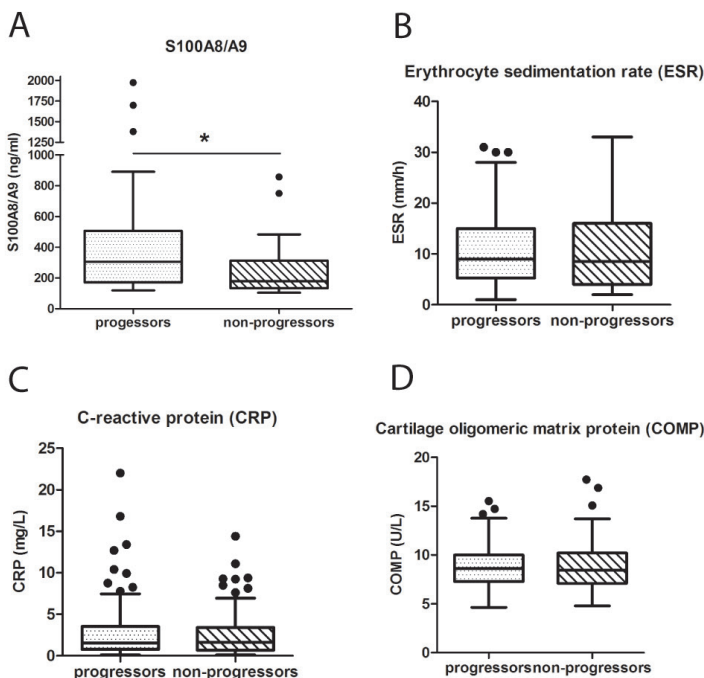 A
S100A8/A9
2000
1750
1500
1250
1000
800
600
400
200
0
S100A8/A9 (ng/ml)
*
progessors non-progressors
B
Erythrocyte sedimentation rate (ESR)
40
30
20
10
0
ESR (mm/h)
progressors non-progressors
C
C-reactive protein (CRP)
25
20
15
10
5
0
CRP (mg/L)
progressors non-progressors
D
Cartilage oligomeric matrix protein (COMP)
20
15
10
5
0
COMP (U/L)
progressors non-progressors